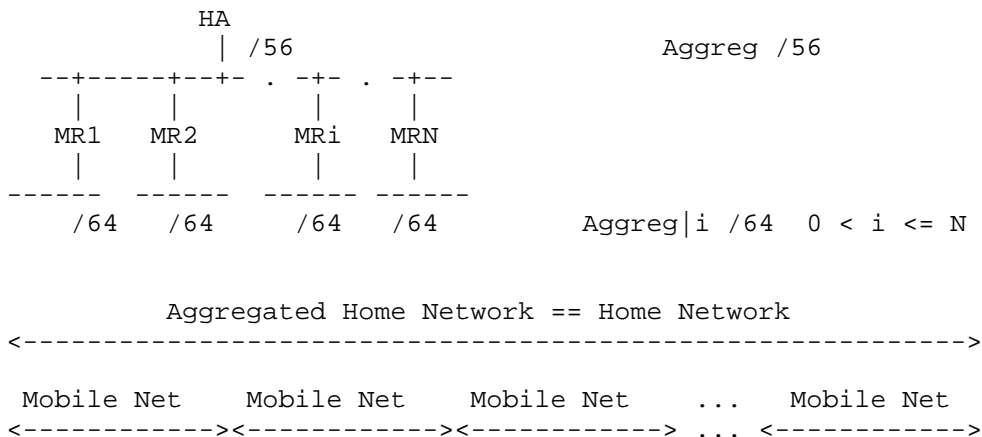 HA
| /56 Aggreg /56
--+-----+--+- . -+- . -+--
| | | |
MR1 MR2 MRi MRN
| | | |
------ ------ ------ ------
/64 /64 /64 /64 Aggreg|i /64 0 < i <= N
Aggregated Home Network == Home Network
<----------------------------------------------------------->
Mobile Net Mobile Net Mobile Net ... Mobile Net
<------------><------------><------------> ... <------------>